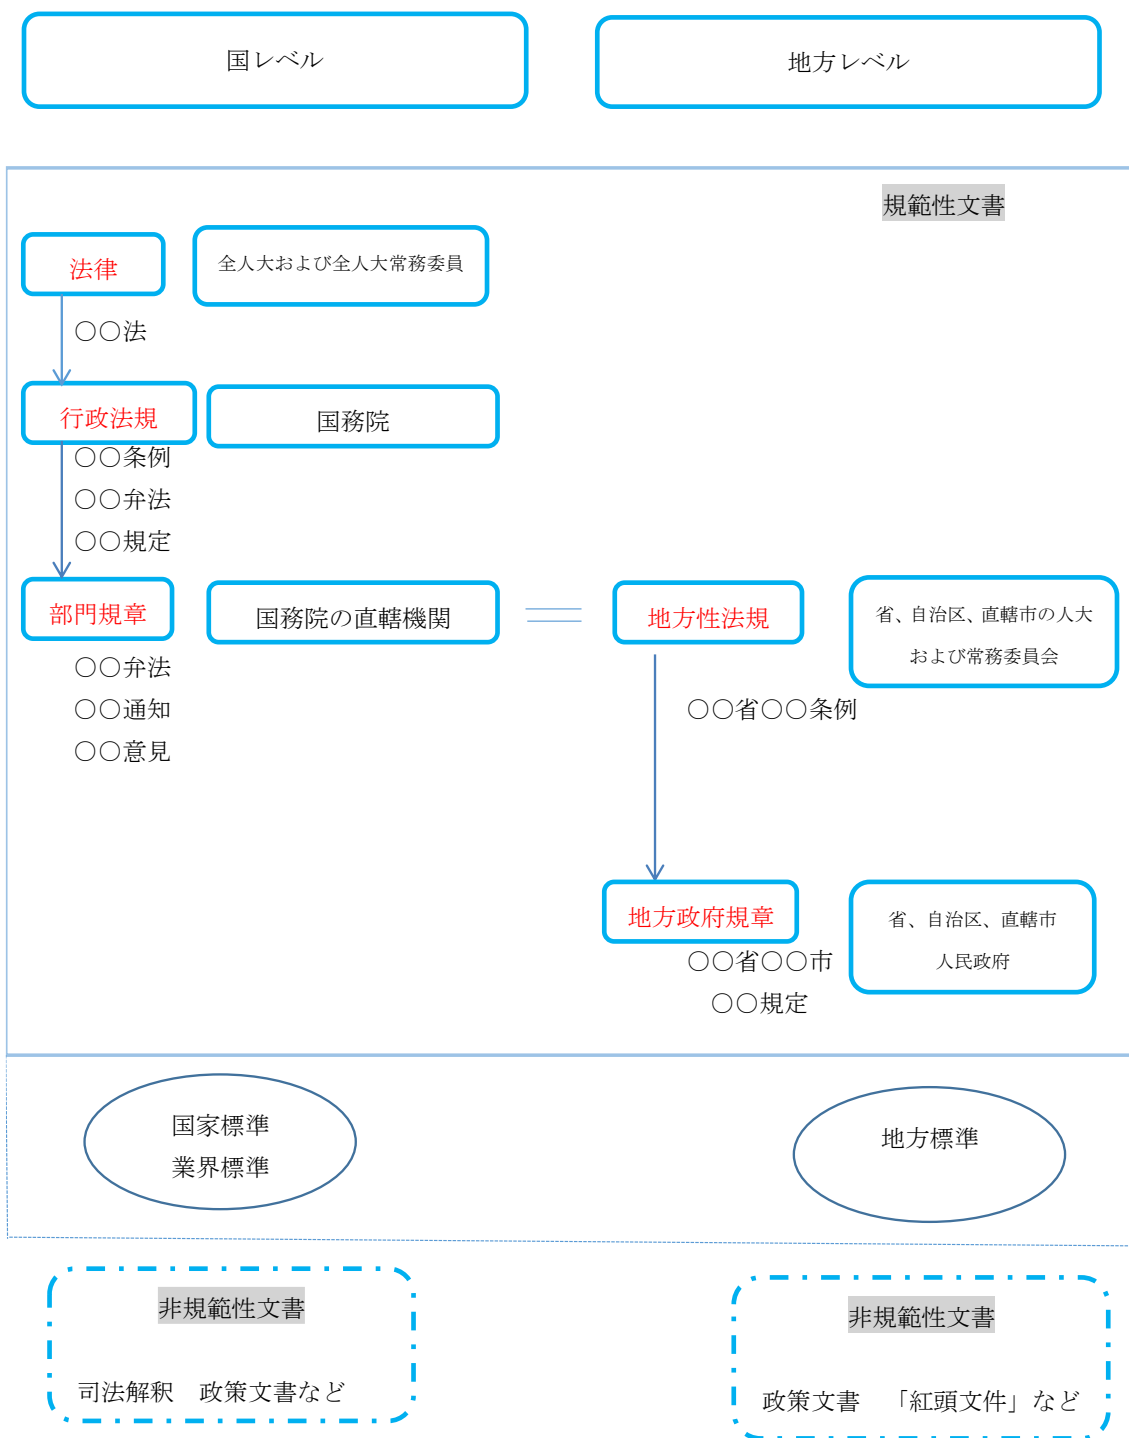 国レベル
地方レベル
規範性文書
法律
全人大および全人大常務委員
〇〇法
行政法規
国務院
〇〇条例
〇〇弁法
〇〇規定
部門規章
国務院の直轄機関
地方性法規
省、自治区、直轄市の人大
および常務委員会
〇〇弁法
〇〇通知
〇〇意見
〇〇省〇〇条例
地方政府規章
省、自治区、直轄市
人民政府
〇〇省〇〇市
〇〇規定
国家標準
業界標準
地方標準
非規範性文書
司法解釈　政策文書など
非規範性文書
政策文書　「紅頭文件」など